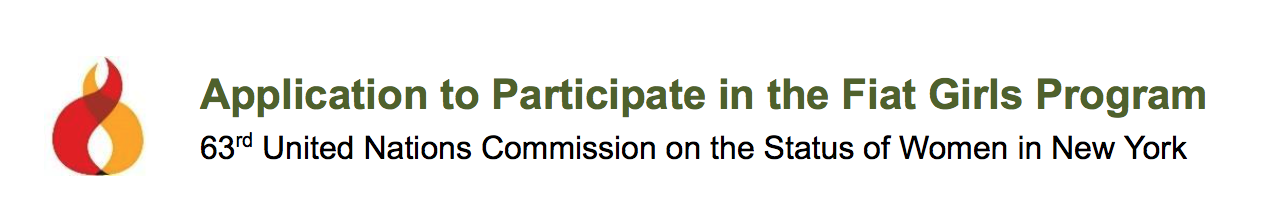 Application to Participate in the Fiat Girls Program
63rd United Nations Commission on the Status of Women in New York